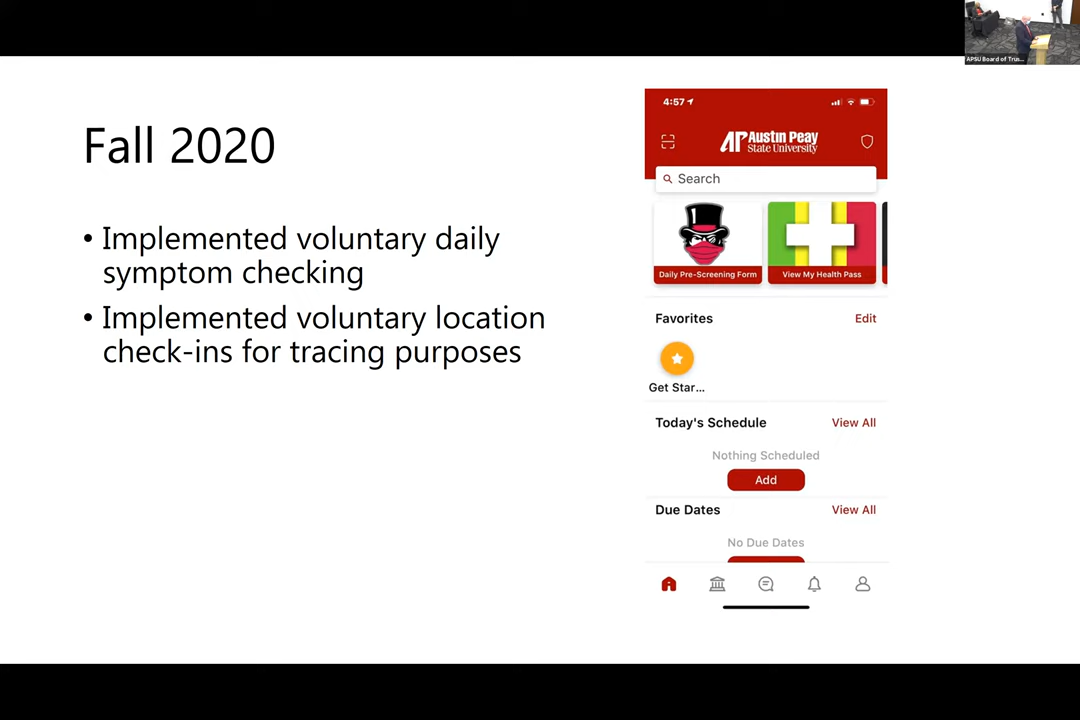 APSU Board of Trus...
Fall 2020
• Implemented voluntary daily
symptom checking
• Implemented voluntary location
check-ins for tracing purposes
4:57
AP Austin Peay
State University
Search
Daily Pre-Screening Form
View My Health Pass
Favorites
Edit
Get Star...
Today's Schedule
View All
Nothing Scheduled
Add
Due Dates
View All
No Due Dates